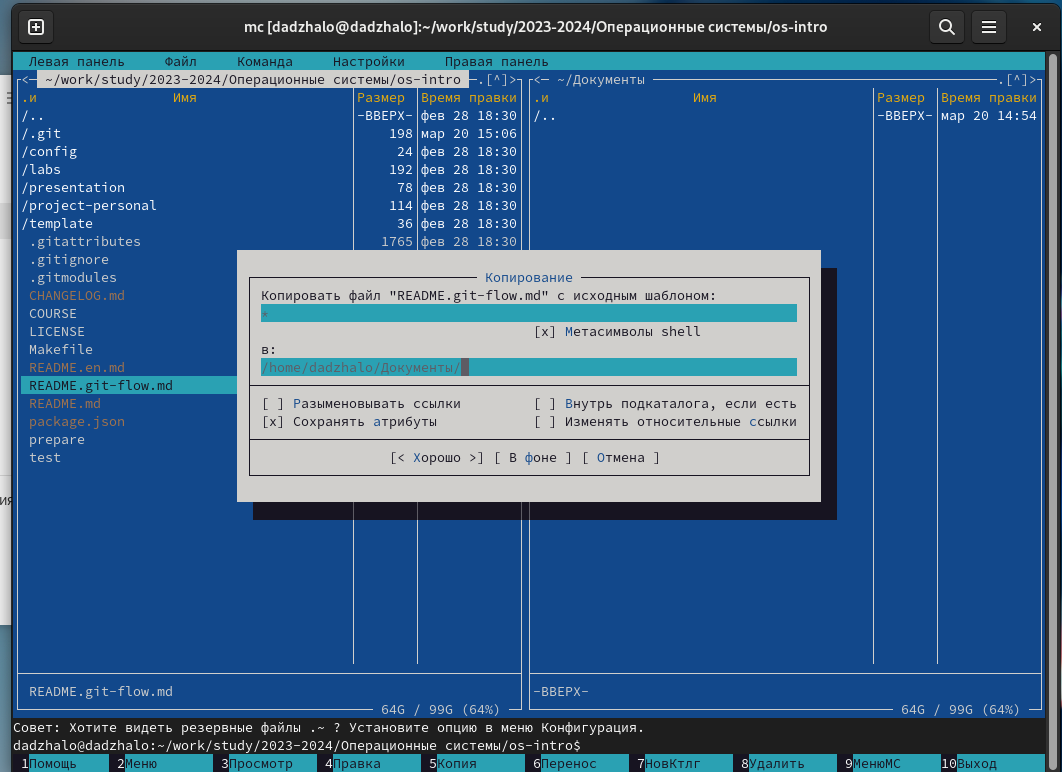 mc [dadzhalo@dadzhalo]:~/work/study/2023-2024/Операционные системы/os-intro
Левая панель Файл Команда Настройки Правая панель
<─ ~/work/study/2023-2024/Операционные системы/os-intro ─.[^]>
.и Имя Размер Время правки
/.. -ВВЕРХ- фев 28 18:30
/.git 198 мар 20 15:06
/config 24 фев 28 18:30
/labs 192 фев 28 18:30
/presentation 78 фев 28 18:30
/project-personal 114 фев 28 18:30
/template 36 фев 28 18:30
.gitattributes 1765 фев 28 18:30
.gitignore
.gitmodules
CHANGELOG.md
COURSE
LICENSE
Makefile
README.en.md
README.git-flow.md
README.md
package.json
prepare
test
README.git-flow.md
64G / 99G (64%)
<─ ~/Документы ─.[^]>
.и Имя Размер Время правки
/.. -ВВЕРХ- мар 20 14:54
-ВВЕРХ-
64G / 99G (64%)
Копирование
Копировать файл "README.git-flow.md" с исходным шаблоном:
*
[x] Метасимволы shell
в:
/home/dadzhalo/Документы/
[ ] Разыменовывать ссылки [ ] Внутрь подкаталога, если есть
[x] Сохранять атрибуты [ ] Изменять относительные ссылки
[< Хорошо >] [ В фоне ] [ Отмена ]
Совет: Хотите видеть резервные файлы .~ ? Установите опцию в меню Конфигурация.
dadzhalo@dadzhalo:~/work/study/2023-2024/Операционные системы/os-intro$
1Помощь 2Меню 3Просмотр 4Правка 5Копия 6Перенос 7НовКтлг 8Удалить 9МенюMC 10Выход